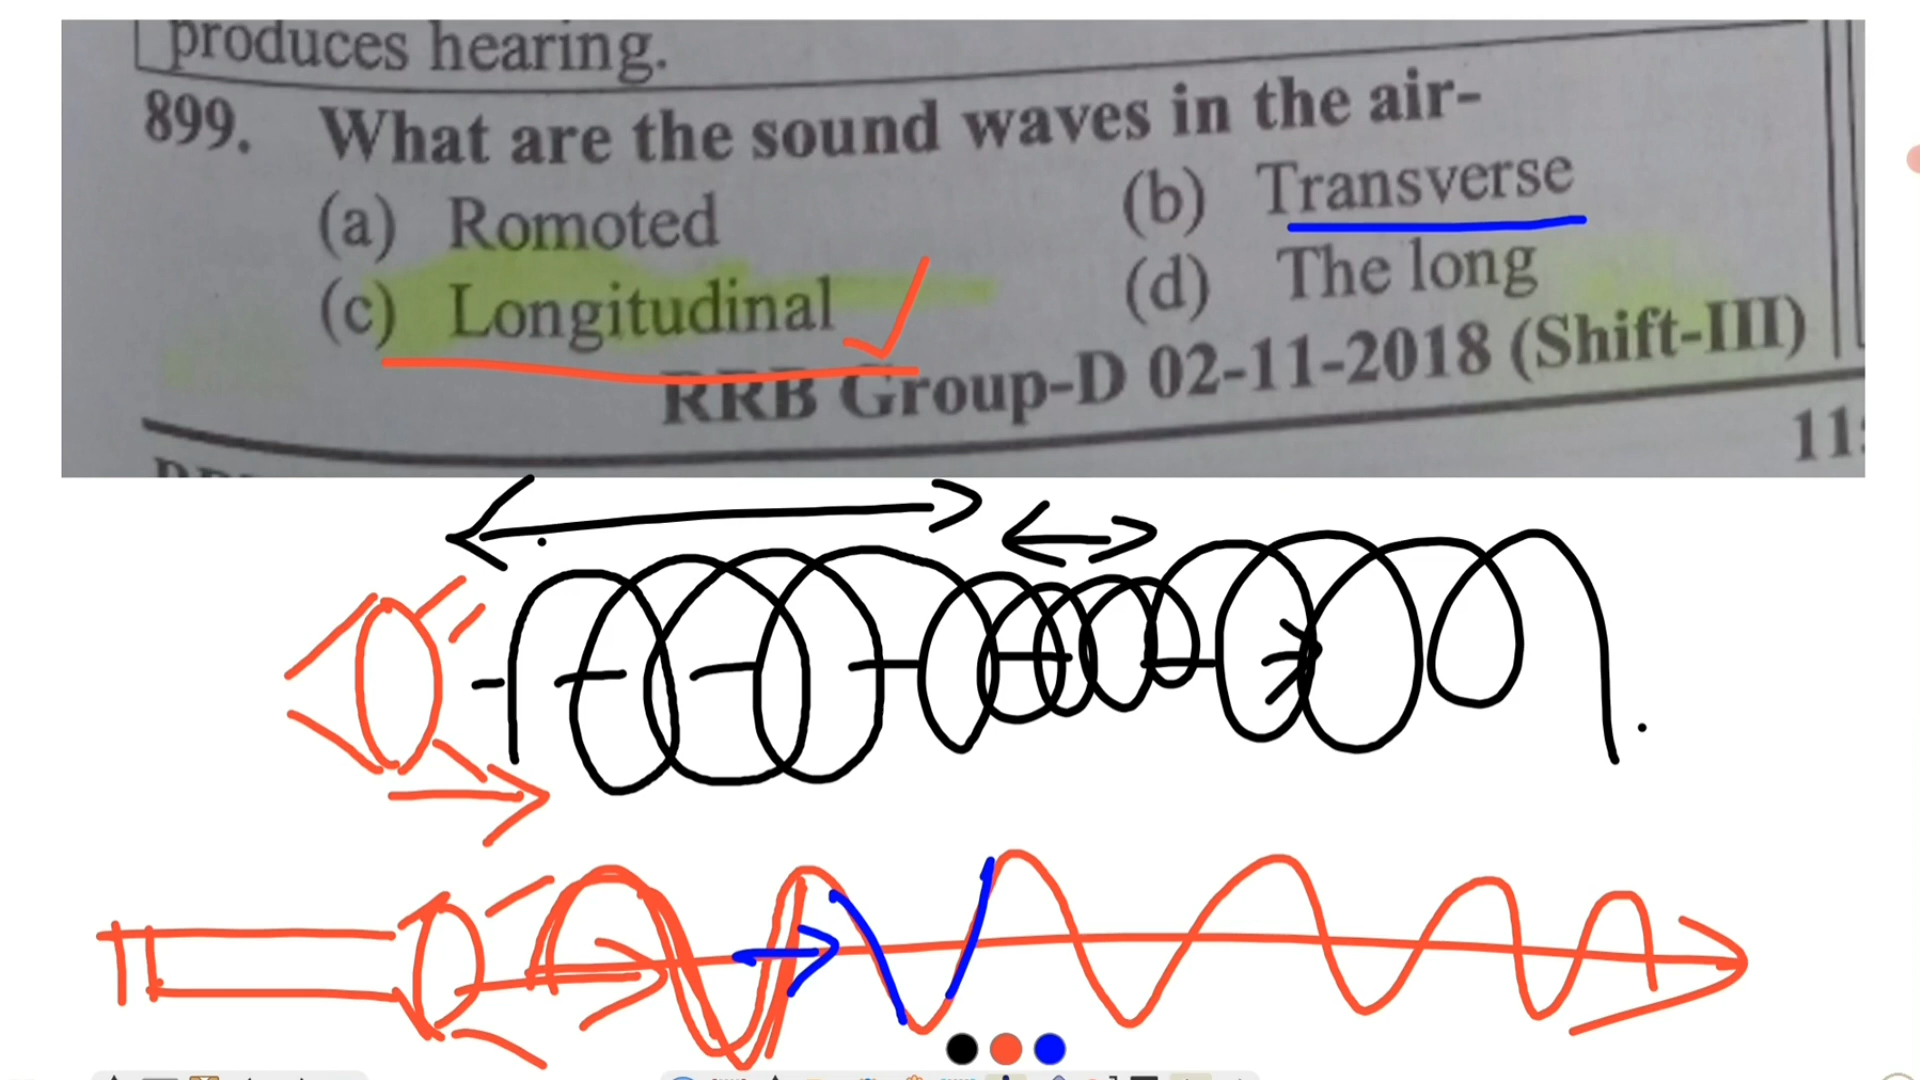 produces hearing.
899. What are the sound waves in the air-
(a) Romoted (b) Transverse
(c) Longitudinal (d) The long
RRB Group-D 02-11-2018 (Shift-III)
11: